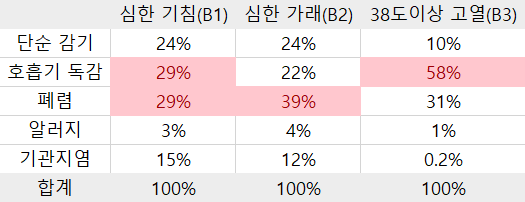 심한 기침(B1) 심한 가래(B2) 38도이상 고열(B3)
단순 감기 24% 24% 10%
호흡기 독감 29% 22% 58%
폐렴 29% 39% 31%
알러지 3% 4% 1%
기관지염 15% 12% 0.2%
합계 100% 100% 100%